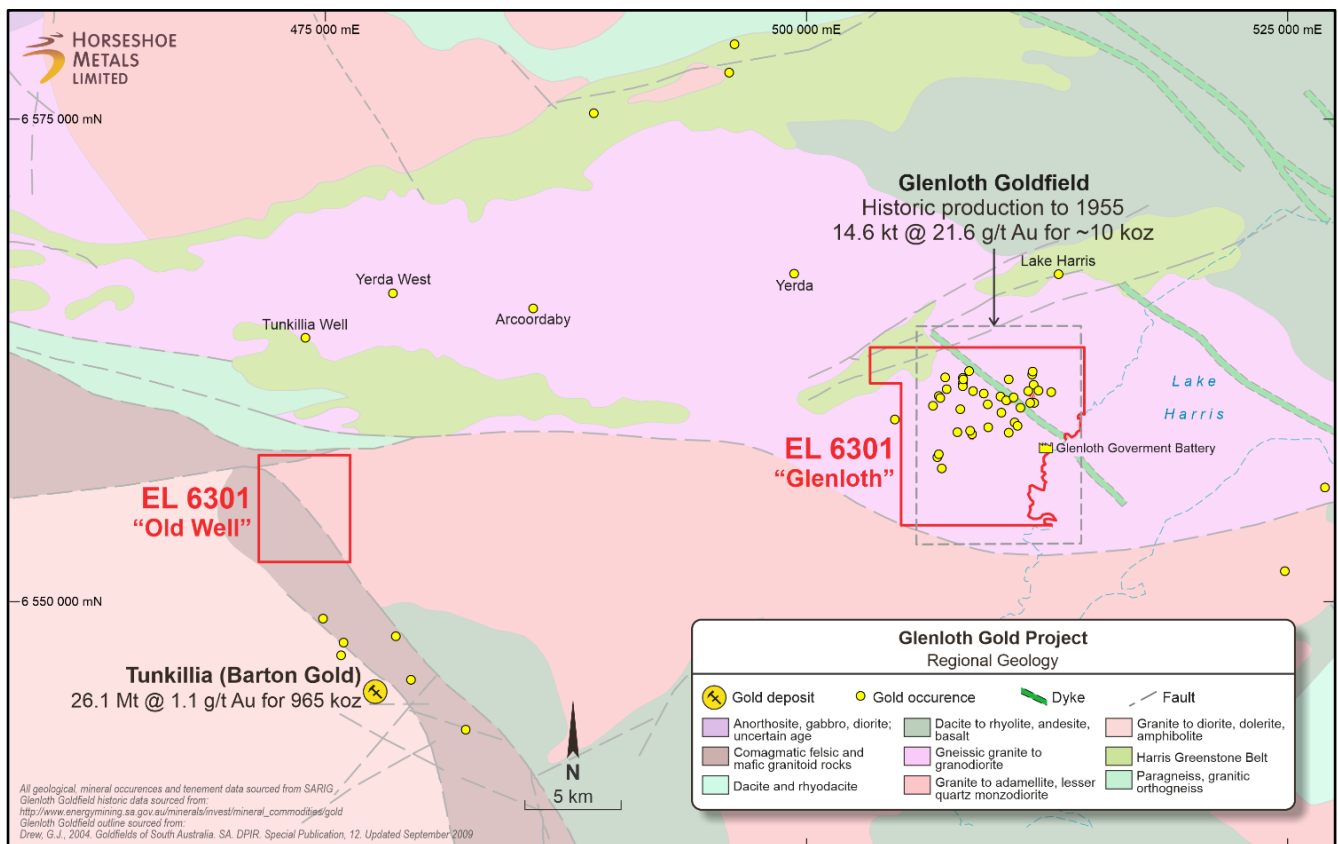 HORSESHOE
METALS
LIMITED
475 000 mE
500 000 mE
525 000 mE
6 575 000 mN
Glenloth Goldfield
Historic production to 1955
14.6 kt @ 21.6 g/t Au for ~10 koz
Lake Harris
Yerda West
Yerda
Arcoordaby
Tunkillia Well
Lake
Harris
EL 6301
“Glenloth”
Glenloth Goverment Battery
EL 6301
“Old Well”
6 550 000 mN
Tunkillia (Barton Gold)
26.1 Mt @ 1.1 g/t Au for 965 koz
N
5 km
Glenloth Gold Project
Regional Geology
Gold deposit
Gold occurence
Dyke
Fault
Anorthosite, gabbro, diorite;
uncertain age
Dacite to rhyolite, andesite,
basalt
Granite to diorite, dolerite,
amphibolite
Comagmatic felsic and
mafic granitoid rocks
Gneissic granite to
granodiorite
Harris Greenstone Belt
Dacite and rhyodacite
Granite to adamellite, lesser
quartz monzodiorite
Paragneiss, granitic
orthogneiss
All geological, mineral occurences and tenement data sourced from SARIG
Glenloth Goldfield historic data sourced from:
http://www.energymining.sa.gov.au/minerals/invest/mineral_commodities/gold
Glenloth Goldfield outline sourced from:
Drew, G.J., 2004. Goldfields of South Australia. SA. DPIR. Special Publication, 12. Updated September 2009